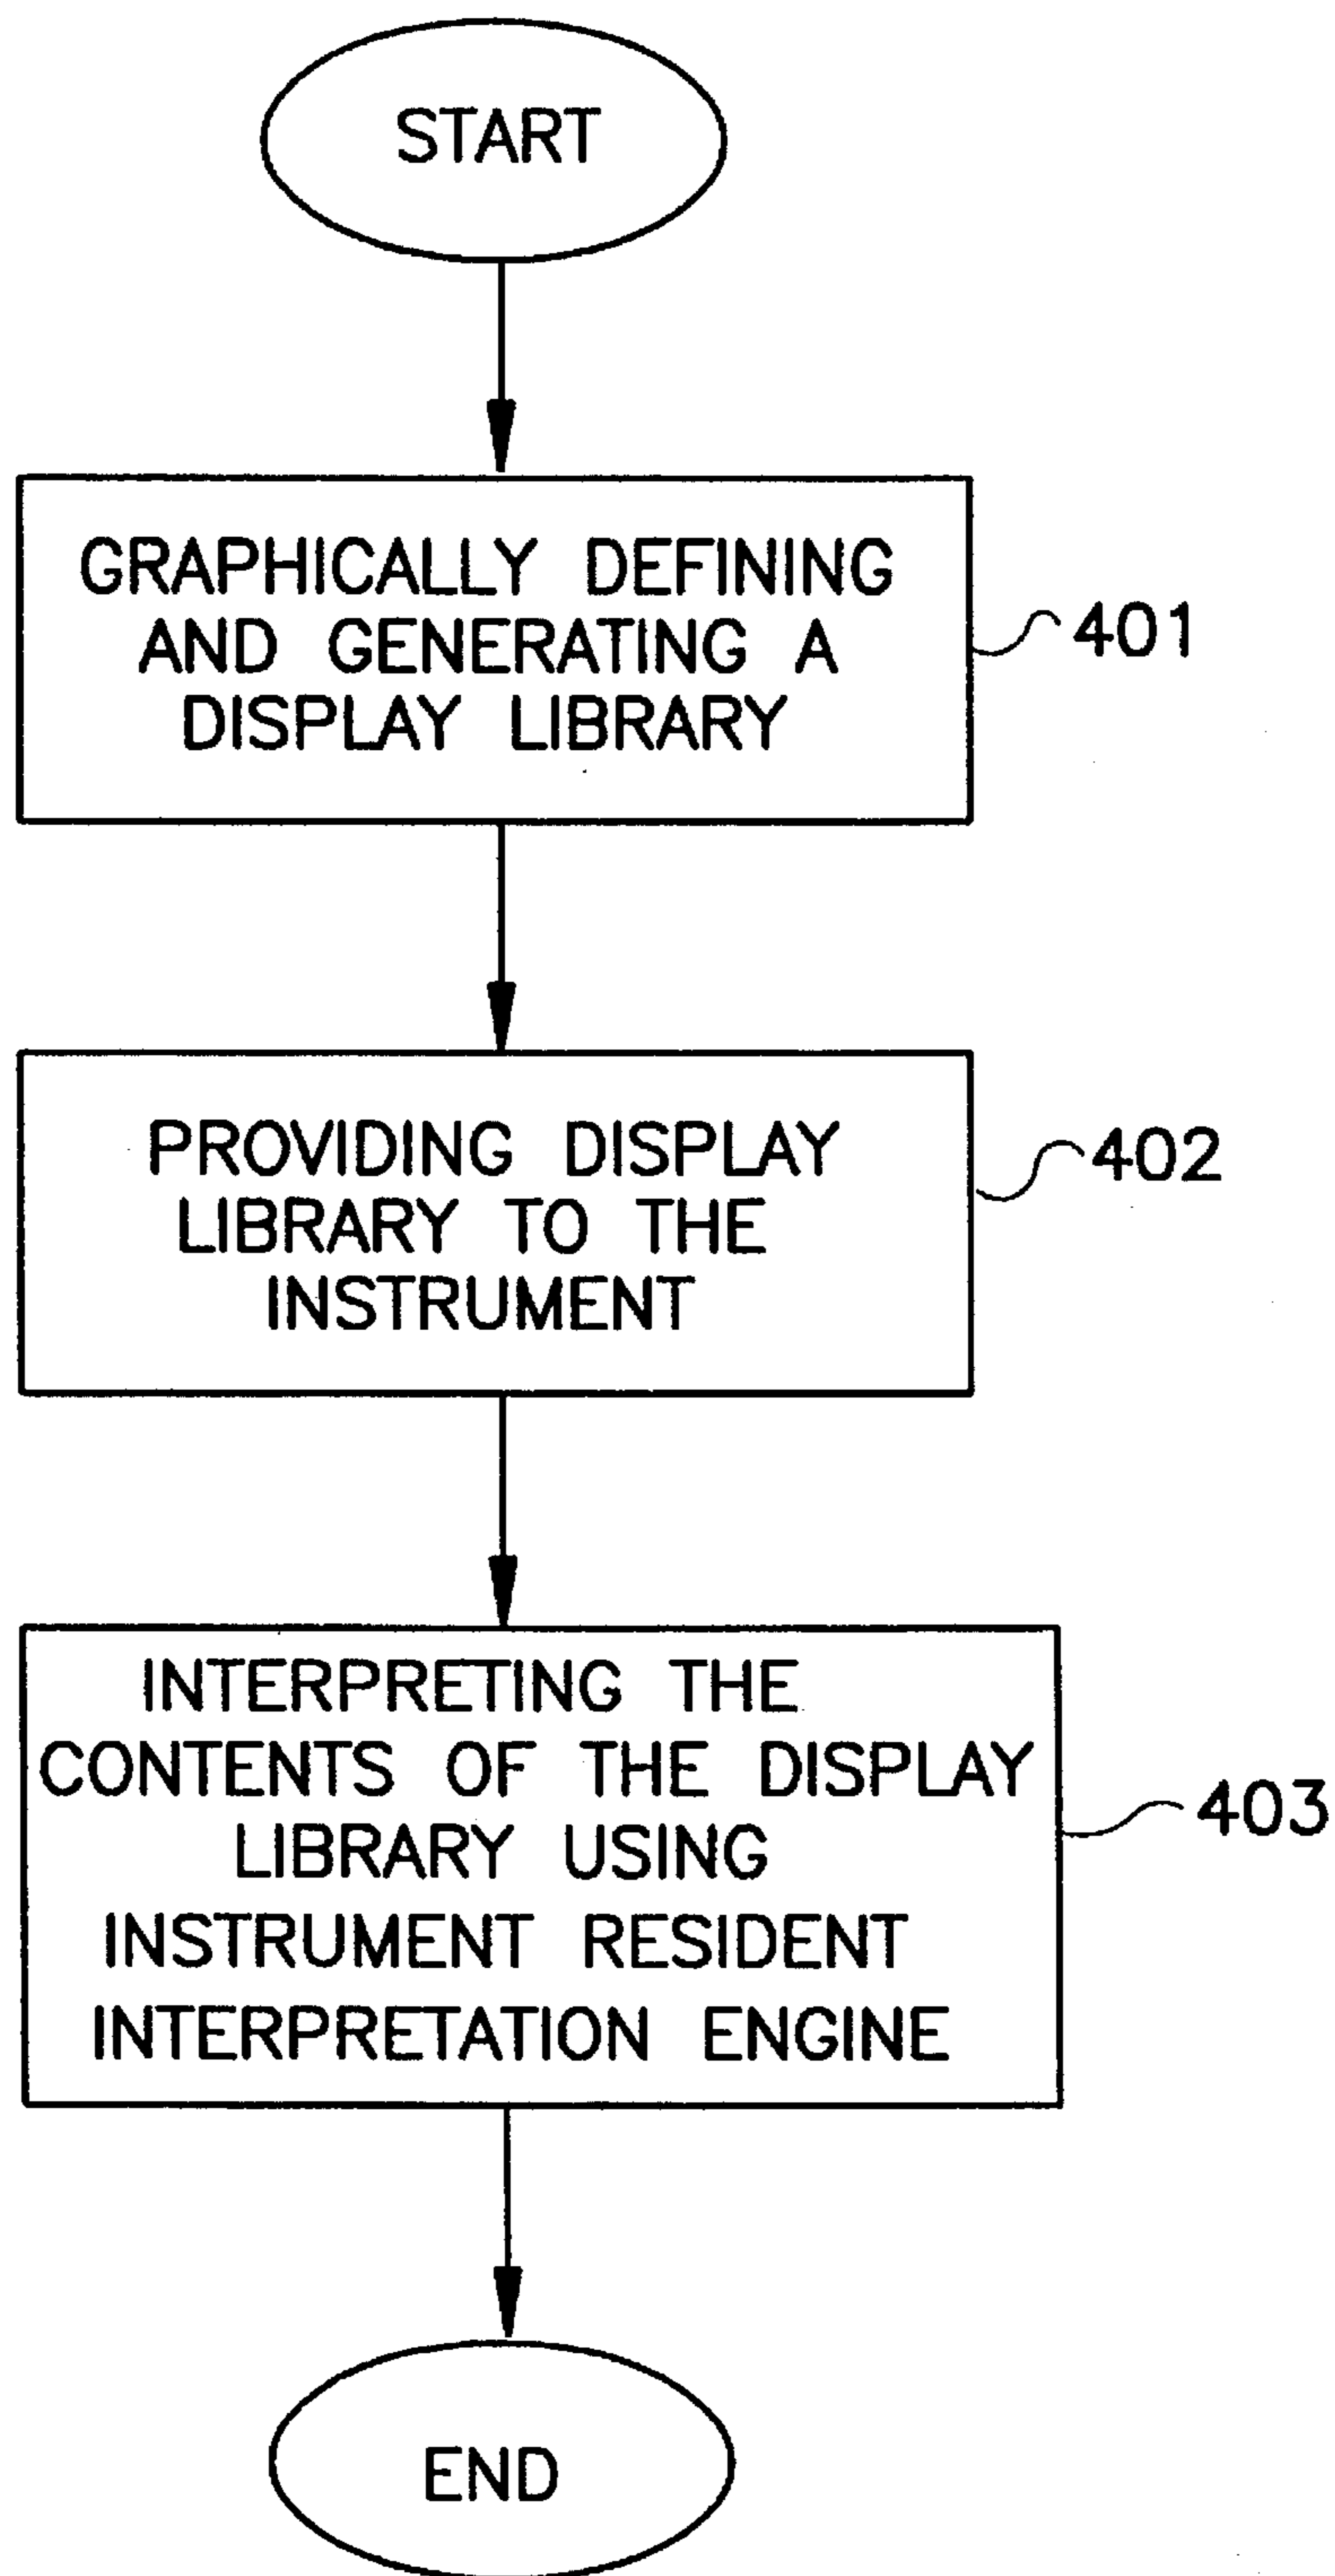 START
GRAPHICALLY DEFINING
AND GENERATING A
DISPLAY LIBRARY
401
PROVIDING DISPLAY
LIBRARY TO THE
INSTRUMENT
402
INTERPRETING THE
CONTENTS OF THE DISPLAY
LIBRARY USING
INSTRUMENT RESIDENT
INTERPRETATION ENGINE
403
END